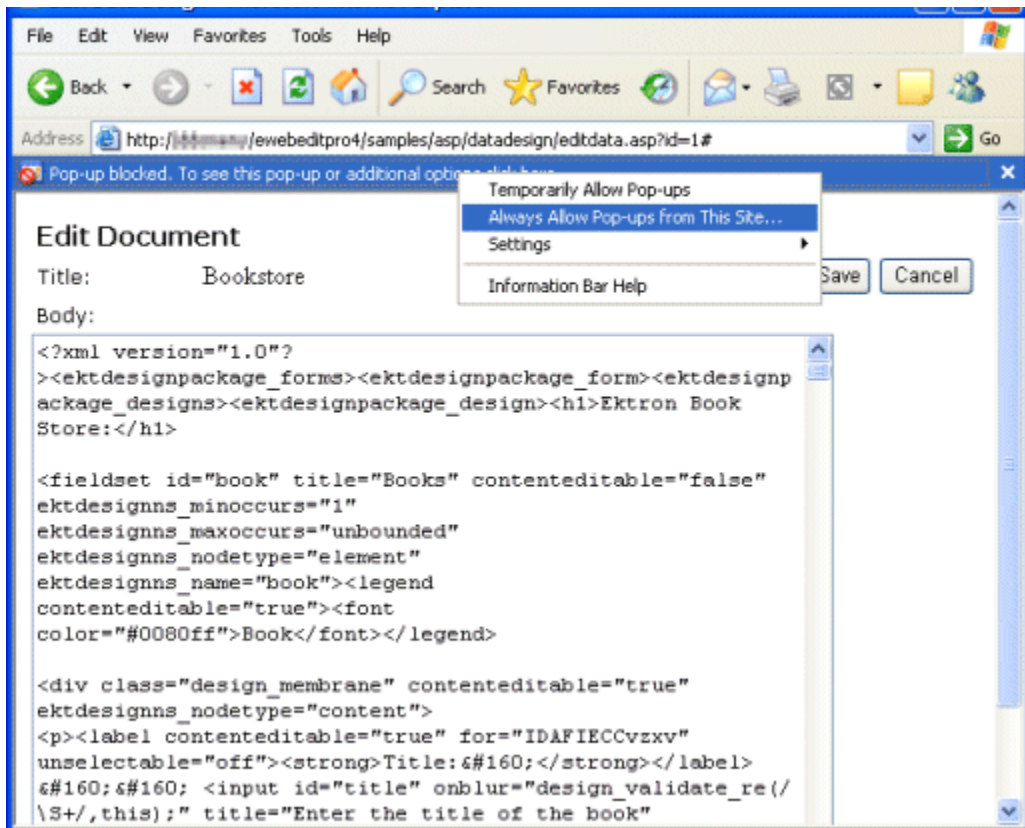 File Edit View Favorites Tools Help
Back Search Favorites
Address http:/ /ewebeditpro4/samples/asp/datadesign/editdata.asp?id=1# Go
Pop-up blocked. To see this pop-up or additional options click here...
Temporarily Allow Pop-ups
Always Allow Pop-ups from This Site...
Settings
Information Bar Help
Edit Document
Title: Bookstore Save Cancel
Body:
<?xml version="1.0"?
><ektdesignpackage_forms><ektdesignpackage_form><ektdesignp
ackage_designs><ektdesignpackage_design><h1>Ektron Book
Store:</h1>
<fieldset id="book" title="Books" contenteditable="false"
ektdesignns_minoccurs="1"
ektdesignns_maxoccurs="unbounded"
ektdesignns_nodetype="element"
ektdesignns_name="book"><legend
contenteditable="true"><font
color="#0080ff">Book</font></legend>
<div class="design_membrane" contenteditable="true"
ektdesignns_nodetype="content">
<p><label contenteditable="true" for="IDAFIECCvzxv"
unselectable="off"><strong>Title:&#160;</strong></label>
&#160;&#160; <input id="title" onblur="design_validate_re(/
\S+/,this);" title="Enter the title of the book"